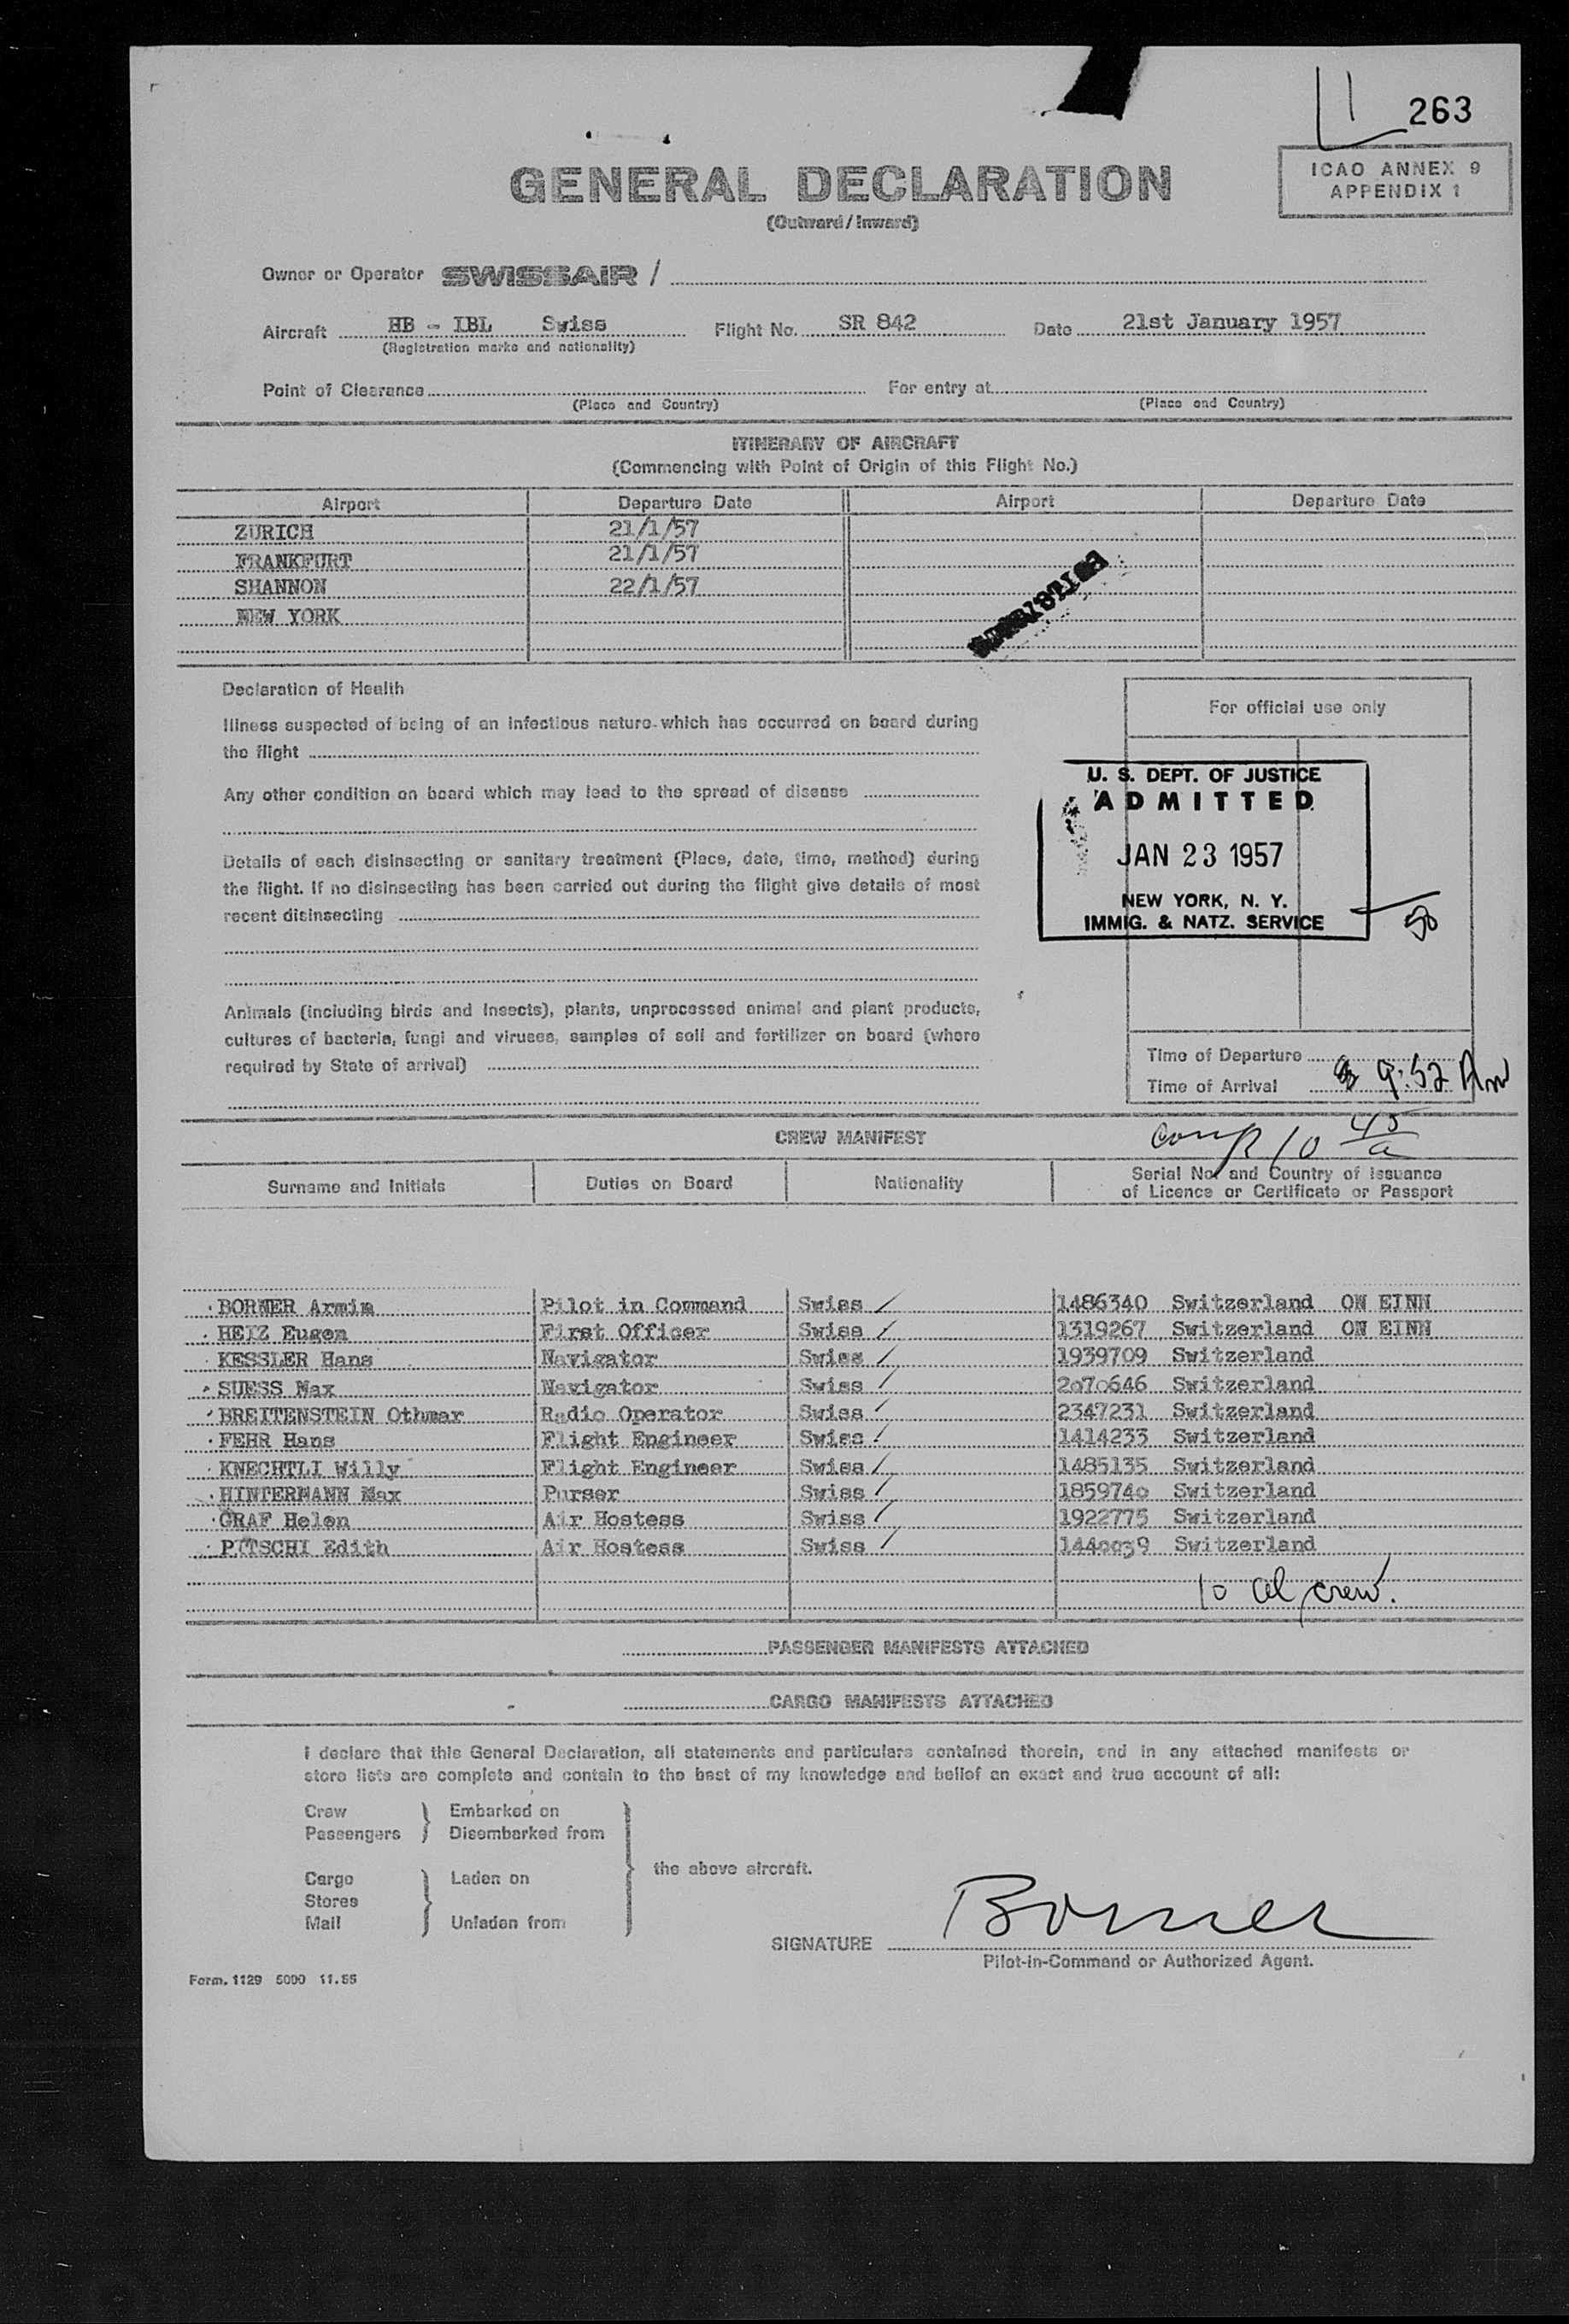 263
ICAO ANNEX 9
APPENDIX 1
GENERAL DECLARATION
(Outward / Inward)
Owner or Operator SWISSAIR /
Aircraft HB - IBL Swiss Flight No. SR 842 Date 21st January 1957
(Registration marks and nationality)
Point of Clearance For entry at
(Place and Country) (Place and Country)
ITINERARY OF AIRCRAFT
(Commencing with Point of Origin of this Flight No.)
Airport Departure Date Airport Departure Date
ZURICH 21/1/57
FRANKFURT 21/1/57
SHANNON 22/1/57
NEW YORK
Declaration of Health
Illness suspected of being of an infectious nature which has occurred on board during
the flight
Any other condition on board which may lead to the spread of disease
Details of each disinsecting or sanitary treatment (Place, date, time, method) during
the flight. If no disinsecting has been carried out during the flight give details of most
recent disinsecting
Animals (including birds and insects), plants, unprocessed animal and plant products,
cultures of bacteria, fungi and viruses, samples of soil and fertilizer on board (where
required by State of arrival)
For official use only
U. S. DEPT. OF JUSTICE
ADMITTED
JAN 23 1957
NEW YORK, N. Y.
IMMIG. & NATZ. SERVICE
Time of Departure
Time of Arrival 9:52 Am
CREW MANIFEST
Comp 10 45/a
Surname and Initials Duties on Board Nationality Serial No. and Country of Issuance
of Licence or Certificate or Passport
BORNER Armin Pilot in Command Swiss 1486340 Switzerland ON EINN
HEIZ Eugen First Officer Swiss 1319267 Switzerland ON EINN
KESSLER Hans Navigator Swiss 1939709 Switzerland
SUESS Max Navigator Swiss 2070646 Switzerland
BREITENSTEIN Othmar Radio Operator Swiss 2347231 Switzerland
FEHR Hans Flight Engineer Swiss 1414233 Switzerland
KNECHTLI Willy Flight Engineer Swiss 1485135 Switzerland
HINTERMANN Max Purser Swiss 1859740 Switzerland
GRAF Helen Air Hostess Swiss 1922775 Switzerland
PITSCHI Edith Air Hostess Swiss Switzerland
10 al crew.
PASSENGER MANIFESTS ATTACHED
CARGO MANIFESTS ATTACHED
I declare that this General Declaration, all statements and particulars contained therein, and in any attached manifests or
store lists are complete and contain to the best of my knowledge and belief an exact and true account of all:
Crew Embarked on
Passengers Disembarked from
the above aircraft.
Cargo Laden on
Stores
Mail Unladen from
SIGNATURE Borner
Pilot-in-Command or Authorized Agent.
Form. 1129 5000 11.56